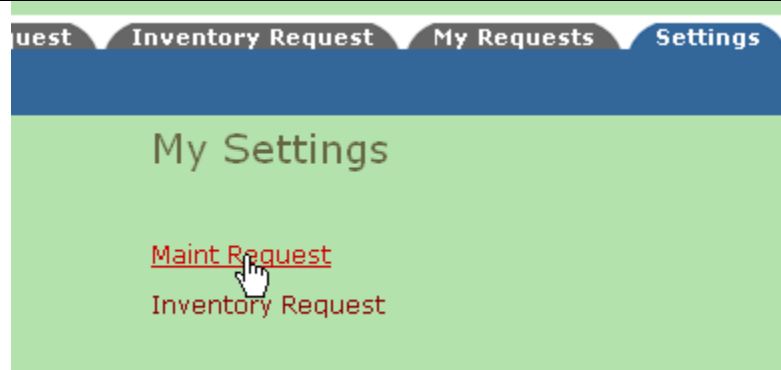 uest Inventory Request My Requests Settings
My Settings
Maint Request
Inventory Request